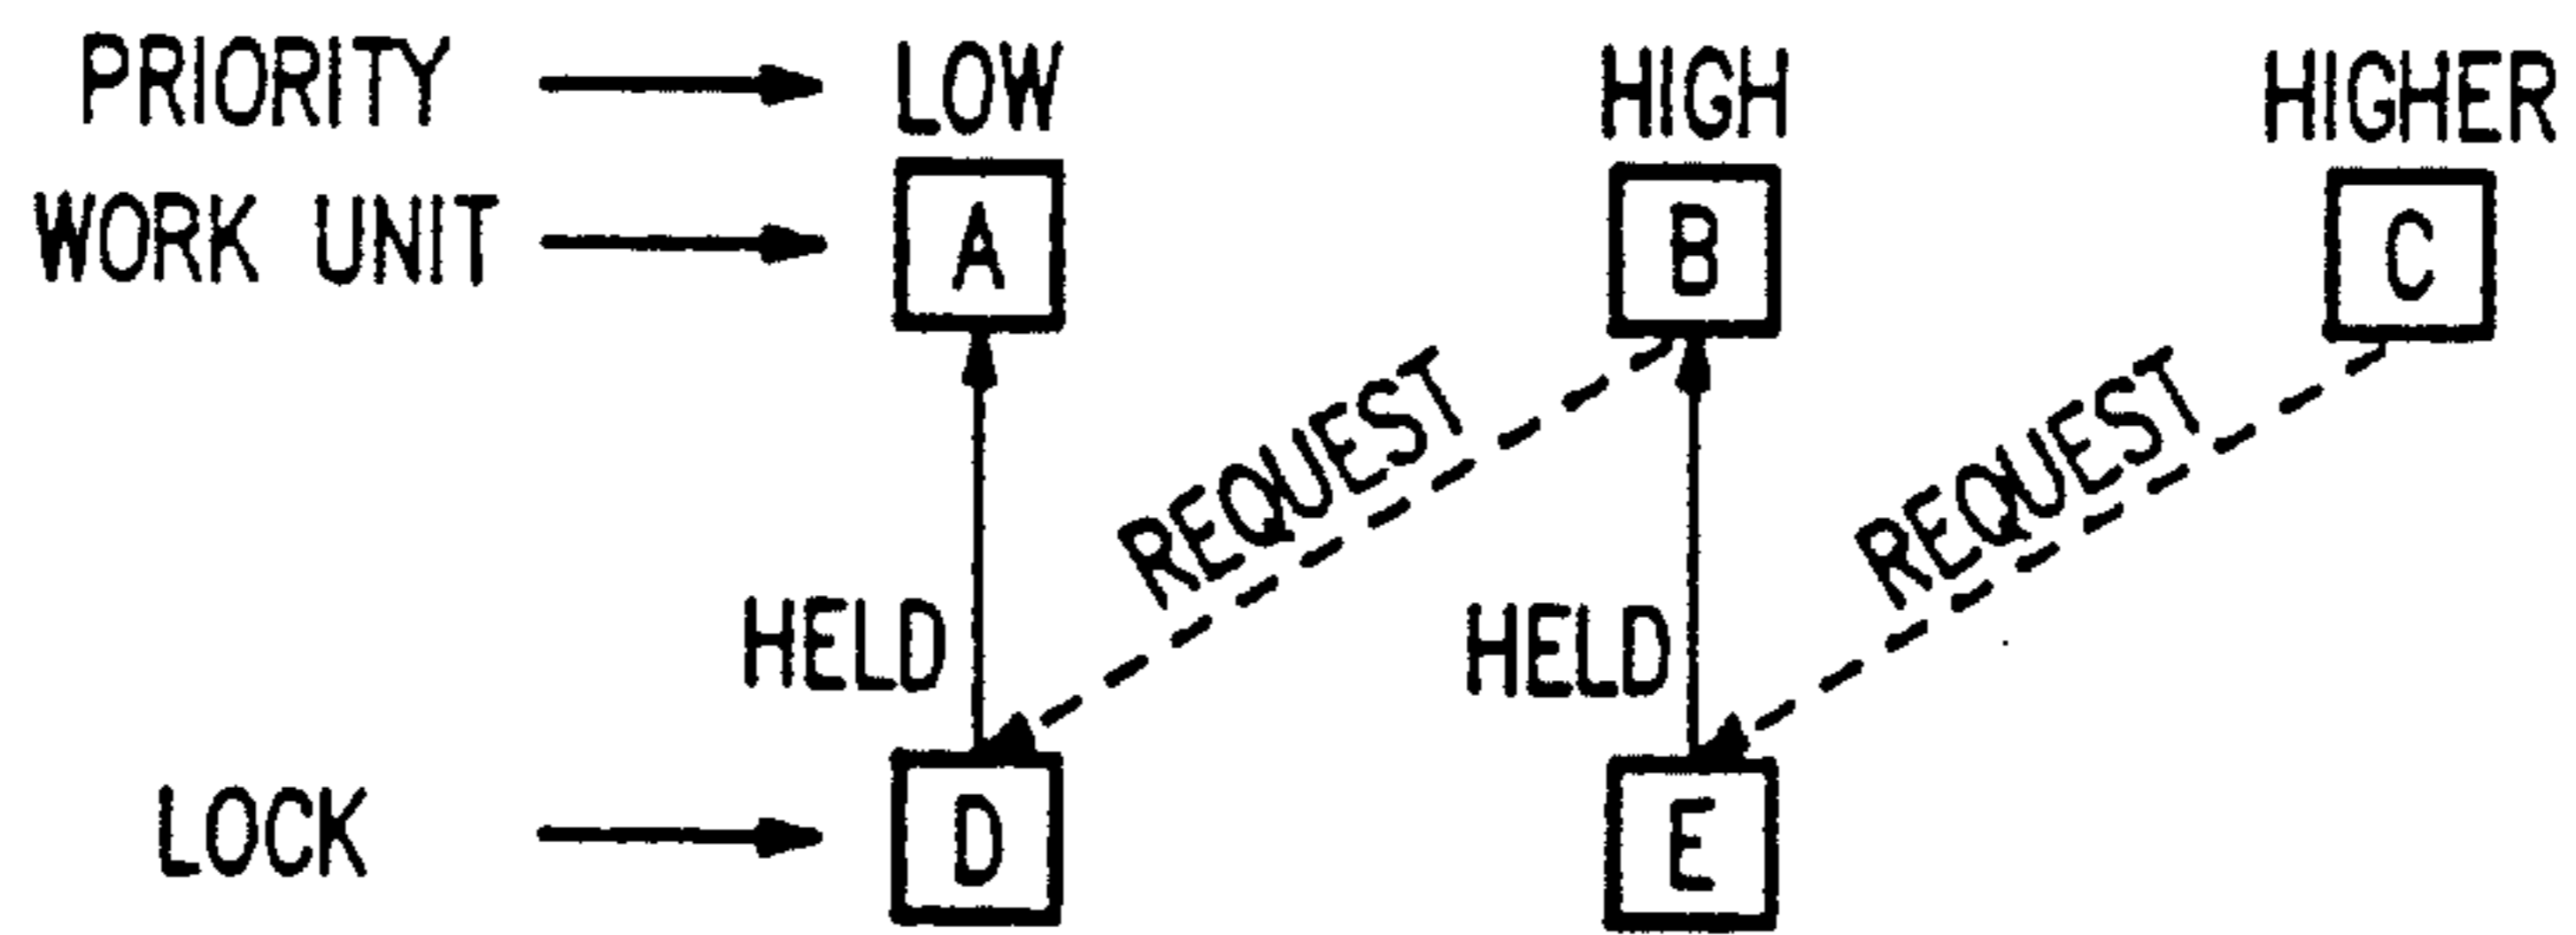 PRIORITY LOW HIGH HIGHER
WORK UNIT A B C
REQUEST REQUEST
HELD HELD
LOCK D E